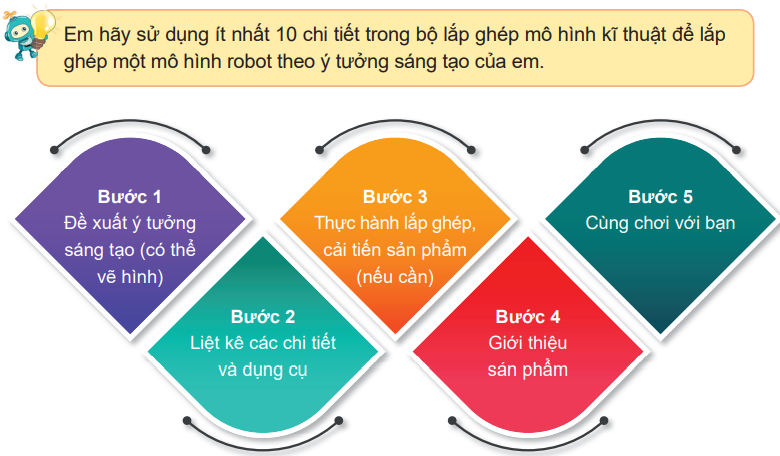 Em hãy sử dụng ít nhất 10 chi tiết trong bộ lắp ghép mô hình kĩ thuật để lắp
ghép một mô hình robot theo ý tưởng sáng tạo của em.
Bước 1
Đề xuất ý tưởng
sáng tạo (có thể
vẽ hình)
Bước 2
Liệt kê các chi tiết
và dụng cụ
Bước 3
Thực hành lắp ghép,
cải tiến sản phẩm
(nếu cần)
Bước 4
Giới thiệu
sản phẩm
Bước 5
Cùng chơi với bạn